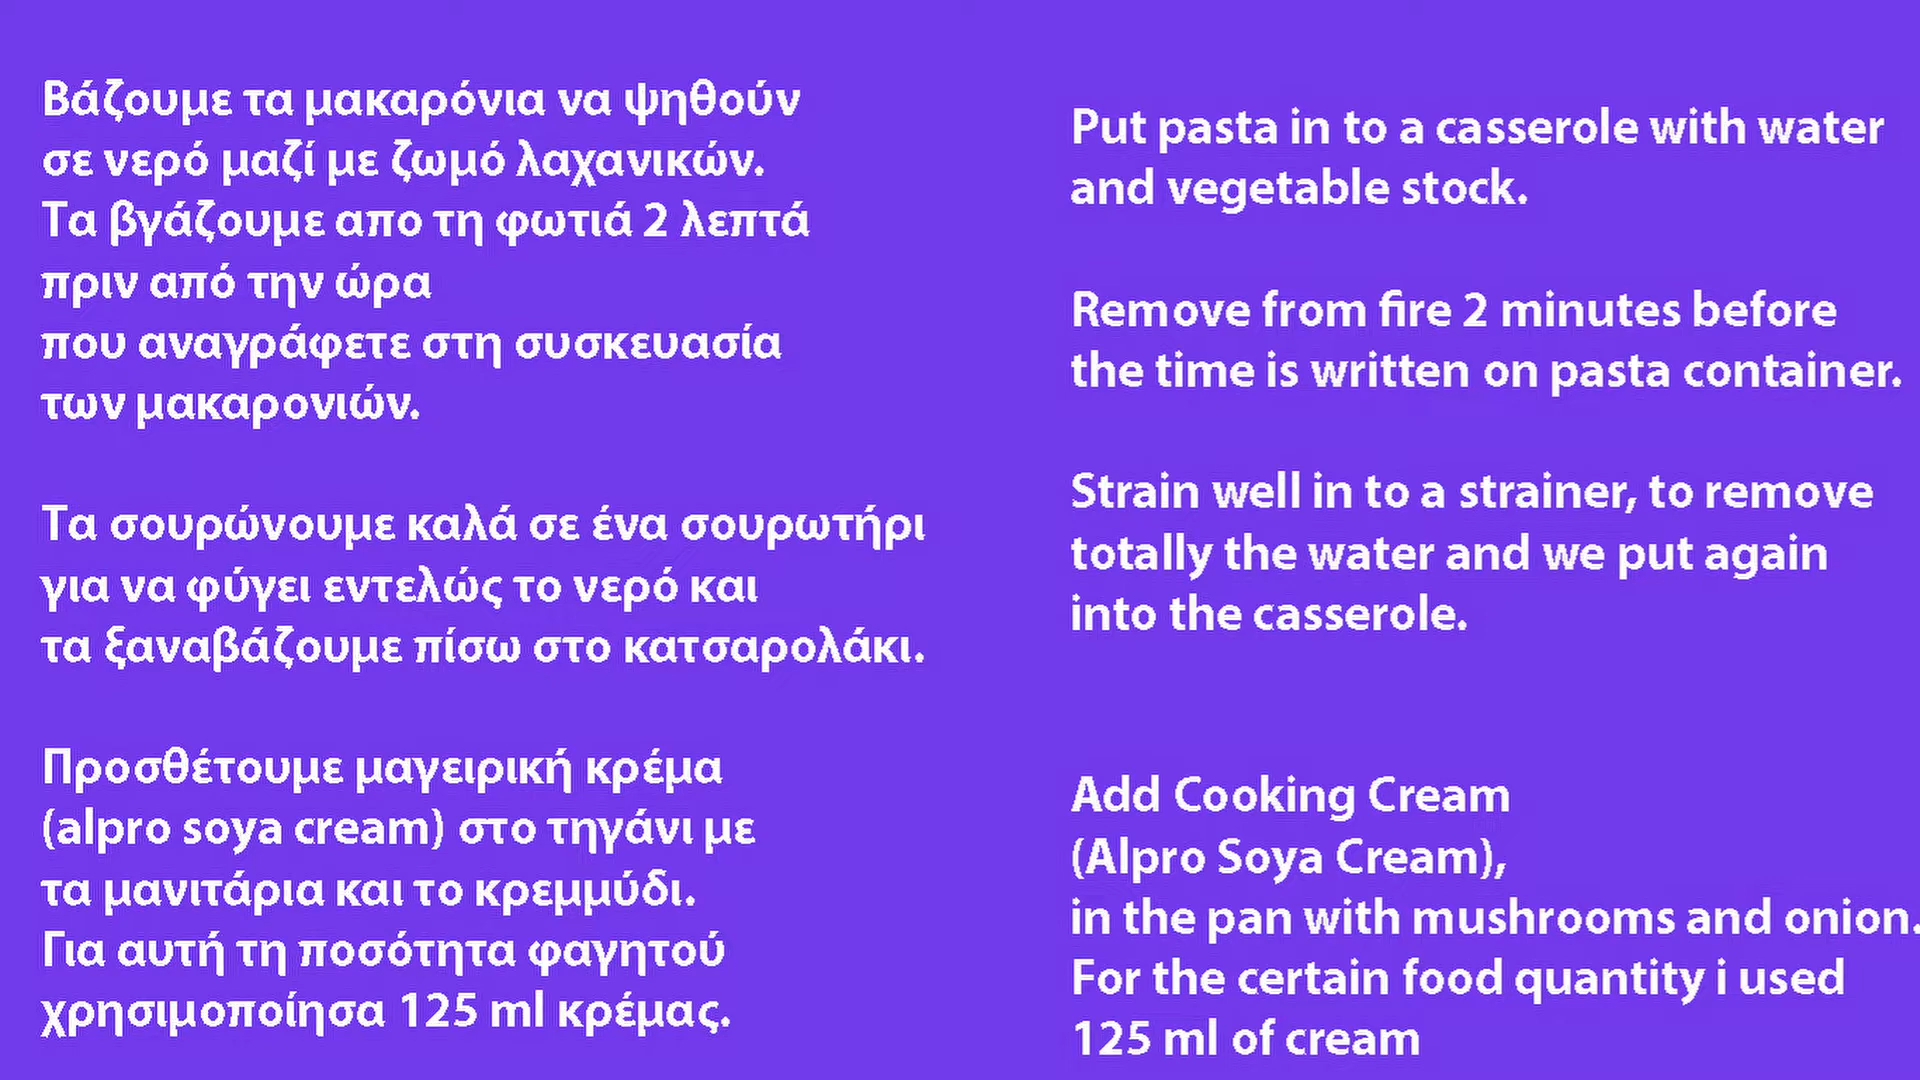 Βάζουμε τα μακαρόνια να ψηθούν
σε νερό μαζί με ζωμό λαχανικών.
Τα βγάζουμε απο τη φωτιά 2 λεπτά
πριν από την ώρα
που αναγράφετε στη συσκευασία
των μακαρονιών.
Τα σουρώνουμε καλά σε ένα σουρωτήρι
για να φύγει εντελώς το νερό και
τα ξαναβάζουμε πίσω στο κατσαρολάκι.
Προσθέτουμε μαγειρική κρέμα
(alpro soya cream) στο τηγάνι με
τα μανιτάρια και το κρεμμύδι.
Για αυτή τη ποσότητα φαγητού
χρησιμοποίησα 125 ml κρέμας.
Put pasta in to a casserole with water
and vegetable stock.
Remove from fire 2 minutes before
the time is written on pasta container.
Strain well in to a strainer, to remove
totally the water and we put again
into the casserole.
Add Cooking Cream
(Alpro Soya Cream),
in the pan with mushrooms and onion.
For the certain food quantity i used
125 ml of cream